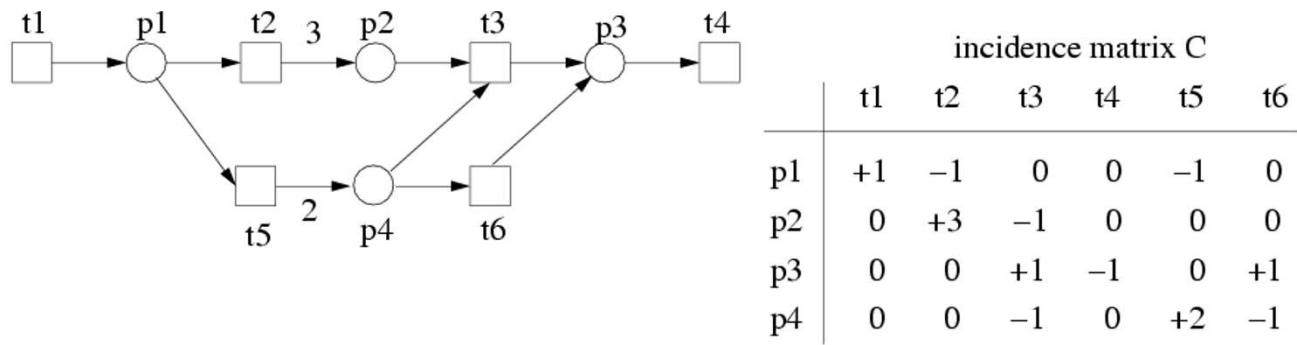 t1 p1 t2 3 p2 t3 p3 t4
2
t5 p4 t6
incidence matrix C
t1 t2 t3 t4 t5 t6
p1 +1 −1 0 0 −1 0
p2 0 +3 −1 0 0 0
p3 0 0 +1 −1 0 +1
p4 0 0 −1 0 +2 −1